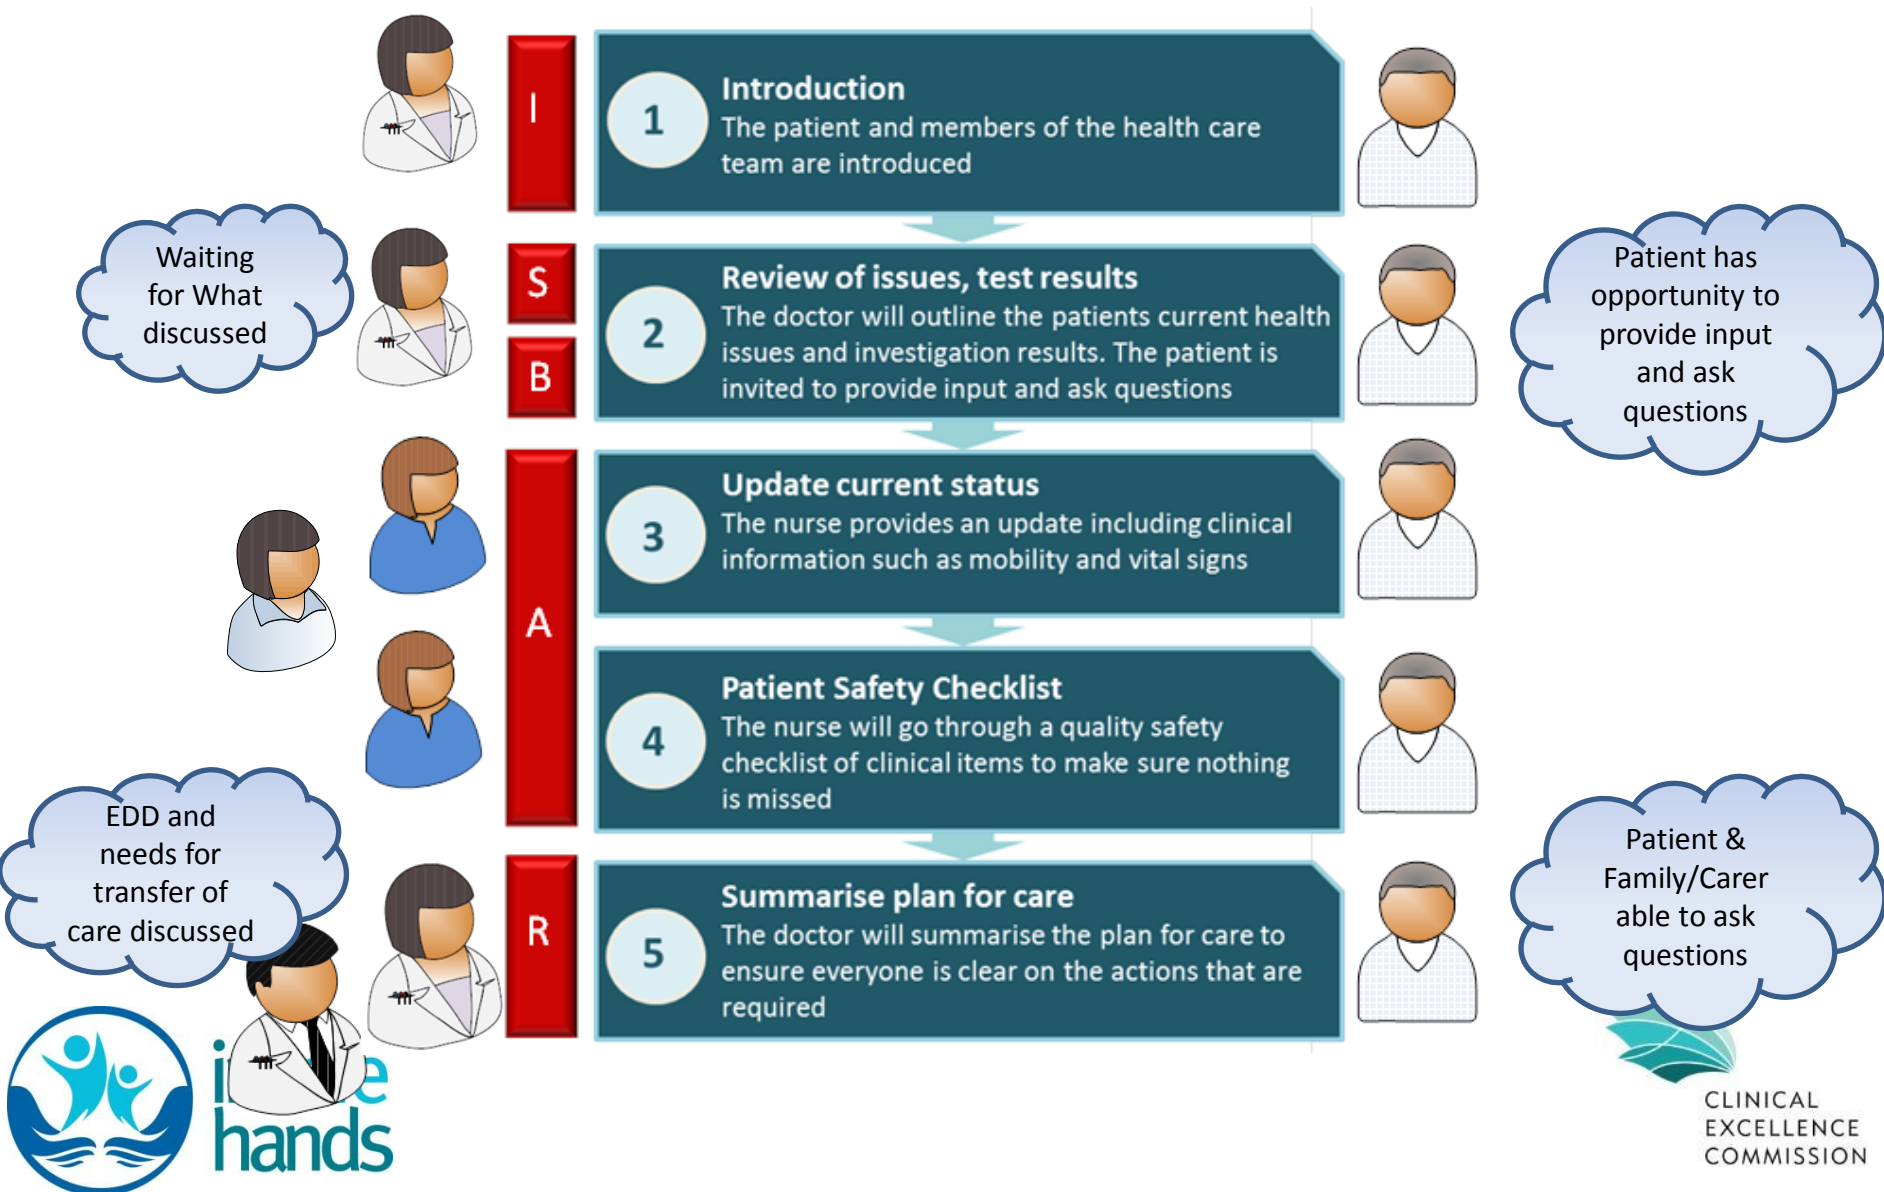 I
1
Introduction
The patient and members of the health care
team are introduced
Waiting
for What
discussed
S
B
2
Review of issues, test results
The doctor will outline the patients current health
issues and investigation results. The patient is
invited to provide input and ask questions
Patient has
opportunity to
provide input
and ask
questions
A
3
Update current status
The nurse provides an update including clinical
information such as mobility and vital signs
4
Patient Safety Checklist
The nurse will go through a quality safety
checklist of clinical items to make sure nothing
is missed
EDD and
needs for
transfer of
care discussed
R
5
Summarise plan for care
The doctor will summarise the plan for care to
ensure everyone is clear on the actions that are
required
Patient &
Family/Carer
able to ask
questions
hands
CLINICAL
EXCELLENCE
COMMISSION